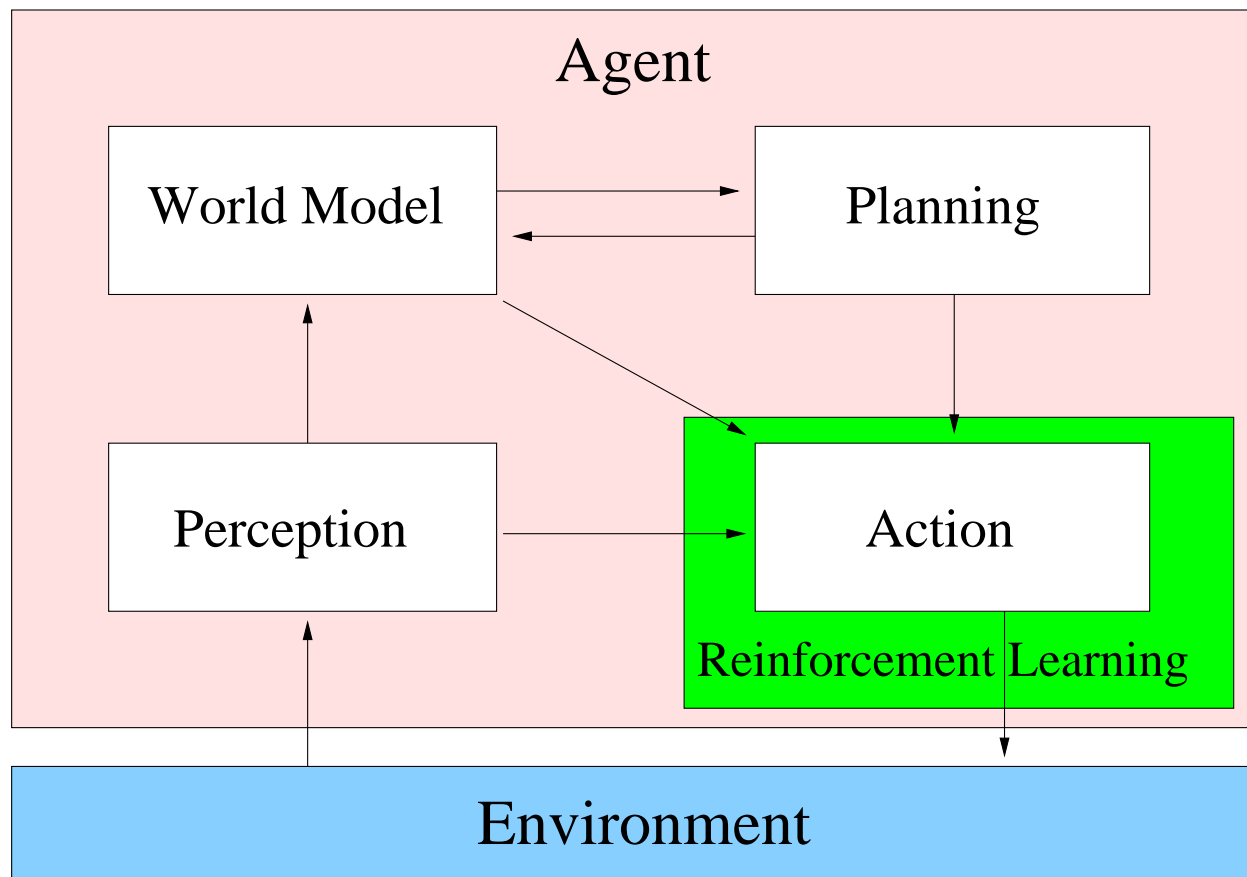 Agent
World Model
Planning
Perception
Action
Reinforcement Learning
Environment